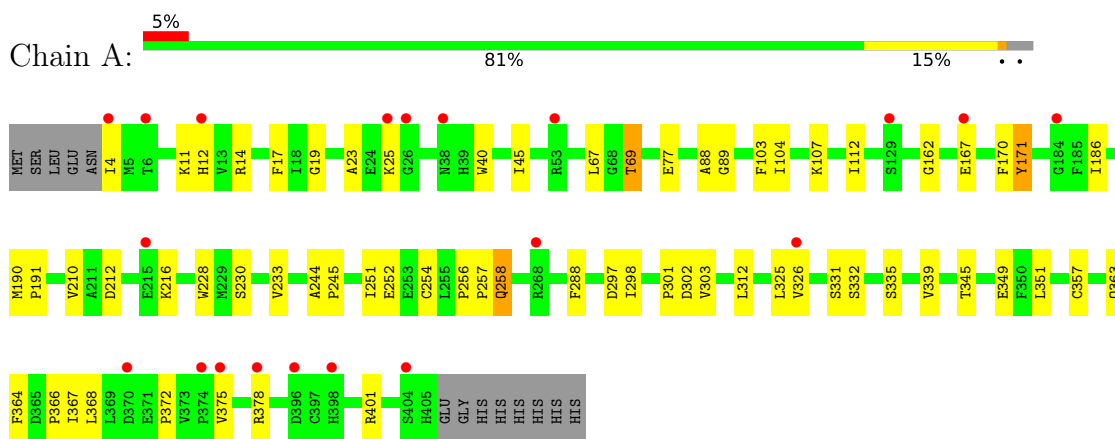 5%
Chain A:
81% 15% • •
MET SER LEU GLU ASN I4 M5 T6 K11 H12 V13 R14 F17 I18 G19 A23 E24 K25 G26 N38 H39 W40 I45 R53 L67 G68 T69 E77 A88 G89 F103 I104 K107 I112 S129 G162 E167 F170 Y171 G184 F185 I186
M190 P191 V210 A211 D212 E215 K216 W228 M229 S230 V233 A244 P245 I251 E252 E253 C254 L255 P256 P257 Q258 R268 F288 D297 I298 P301 D302 V303 L312 L325 V326 S331 S332 S335 V339 T345 E349 F350 L351 C357
F364 D365 P366 I367 L368 L369 D370 E371 P372 V373 P374 V375 R378 D396 C397 H398 R401 S404 H405 GLU GLY HIS HIS HIS HIS HIS HIS